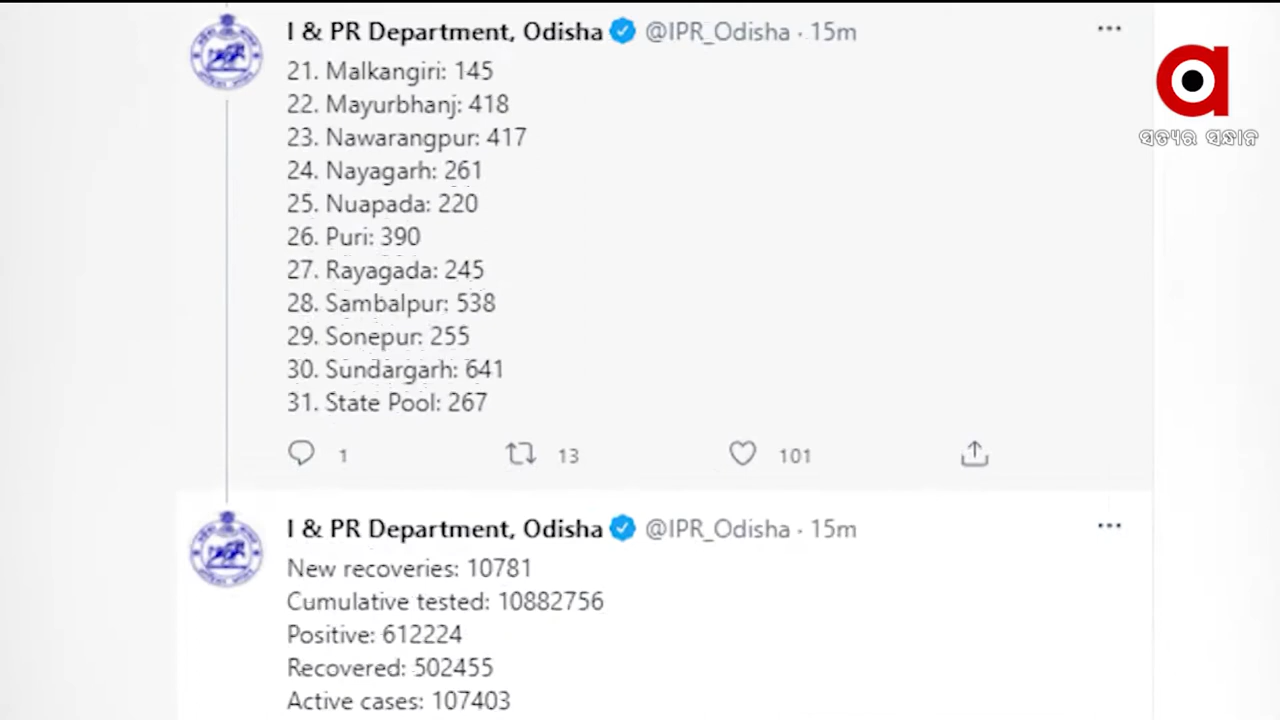 I & PR Department, Odisha @IPR_Odisha · 15m
21. Malkangiri: 145
22. Mayurbhanj: 418
23. Nawarangpur: 417
24. Nayagarh: 261
25. Nuapada: 220
26. Puri: 390
27. Rayagada: 245
28. Sambalpur: 538
29. Sonepur: 255
30. Sundargarh: 641
31. State Pool: 267
1 13 101
ସତ୍ୟର ସନ୍ଧାନ
I & PR Department, Odisha @IPR_Odisha · 15m
New recoveries: 10781
Cumulative tested: 10882756
Positive: 612224
Recovered: 502455
Active cases: 107403